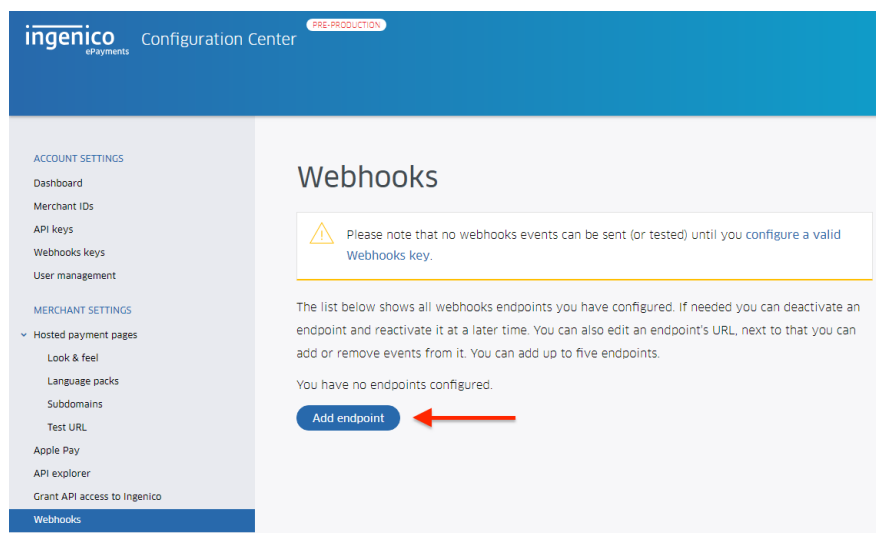 ingenico
ePayments
Configuration Center
PRE-PRODUCTION
ACCOUNT SETTINGS
Dashboard
Merchant IDs
API keys
Webhooks keys
User management
MERCHANT SETTINGS
Hosted payment pages
Look & feel
Language packs
Subdomains
Test URL
Apple Pay
API explorer
Grant API access to Ingenico
Webhooks
Webhooks
Please note that no webhooks events can be sent (or tested) until you configure a valid
Webhooks key.
The list below shows all webhooks endpoints you have configured. If needed you can deactivate an
endpoint and reactivate it at a later time. You can also edit an endpoint's URL, next to that you can
add or remove events from it. You can add up to five endpoints.
You have no endpoints configured.
Add endpoint